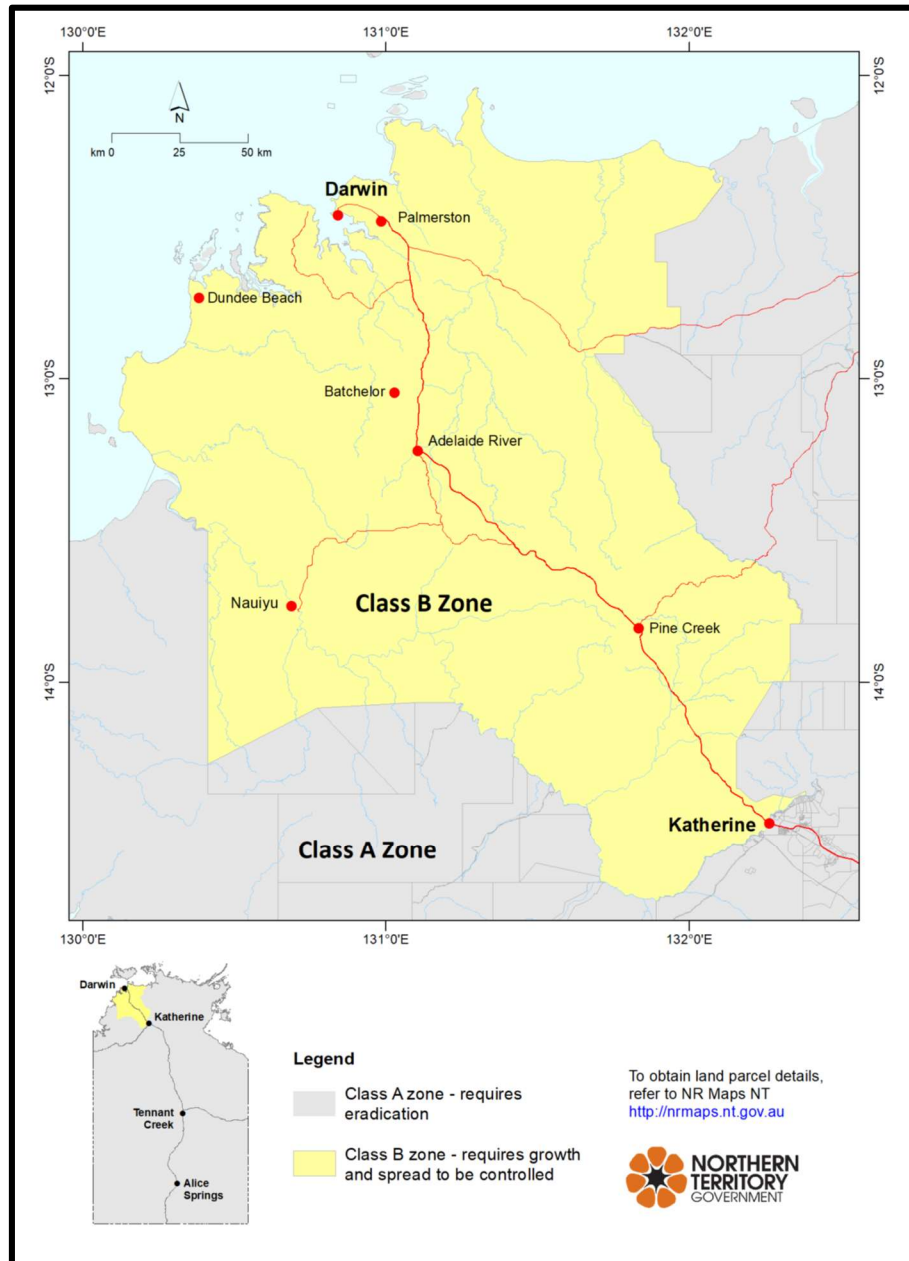 130°0'E
131°0'E
132°0'E
12°0'S
12°0'S
N
km 0 25 50 km
Darwin
Palmerston
Dundee Beach
13°0'S
13°0'S
Batchelor
Adelaide River
Nauiyu
Class B Zone
Pine Creek
14°0'S
14°0'S
Katherine
Class A Zone
130°0'E
131°0'E
132°0'E
Darwin
Katherine
Tennant
Creek
Alice
Springs
Legend
Class A zone - requires
eradication
Class B zone - requires growth
and spread to be controlled
To obtain land parcel details,
refer to NR Maps NT
http://nrmaps.nt.gov.au
NORTHERN
TERRITORY
GOVERNMENT